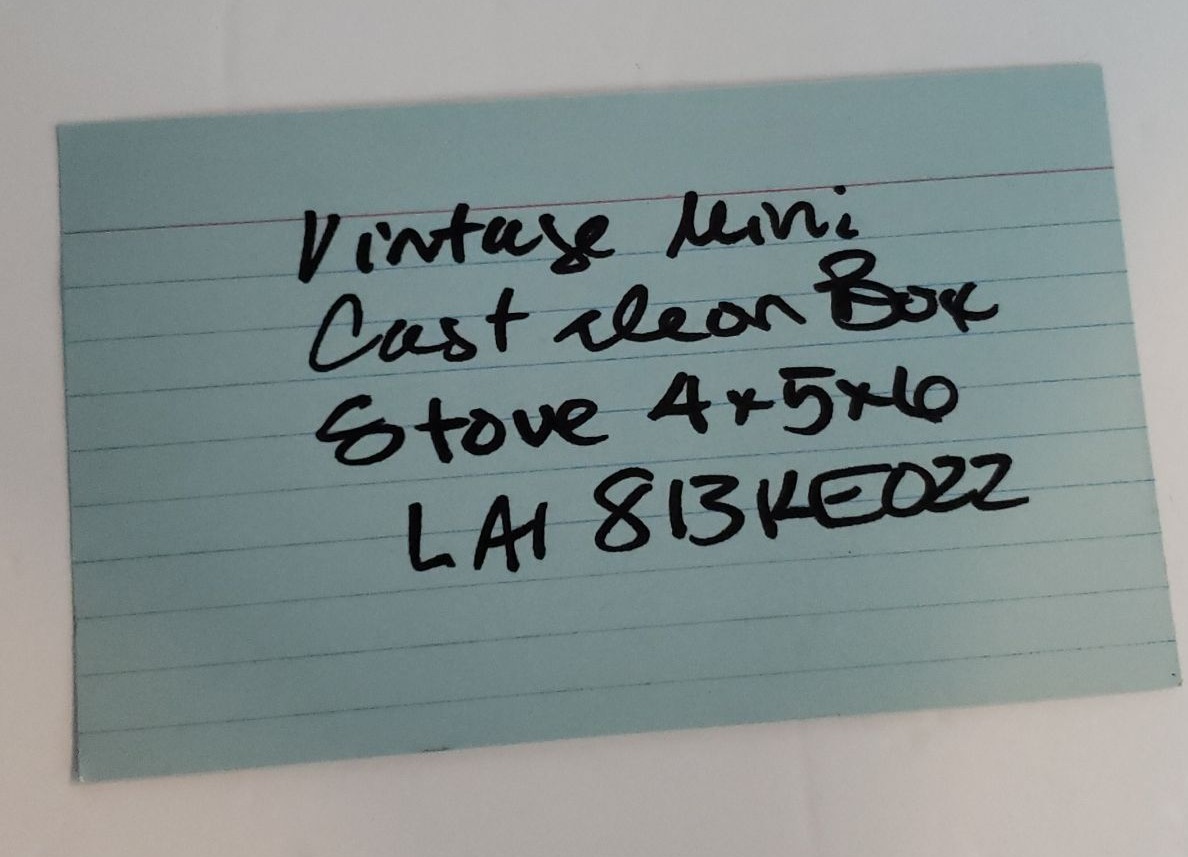 Vintage Mini
Cast iron Box
Stove 4x5x6
LA1 813KE022